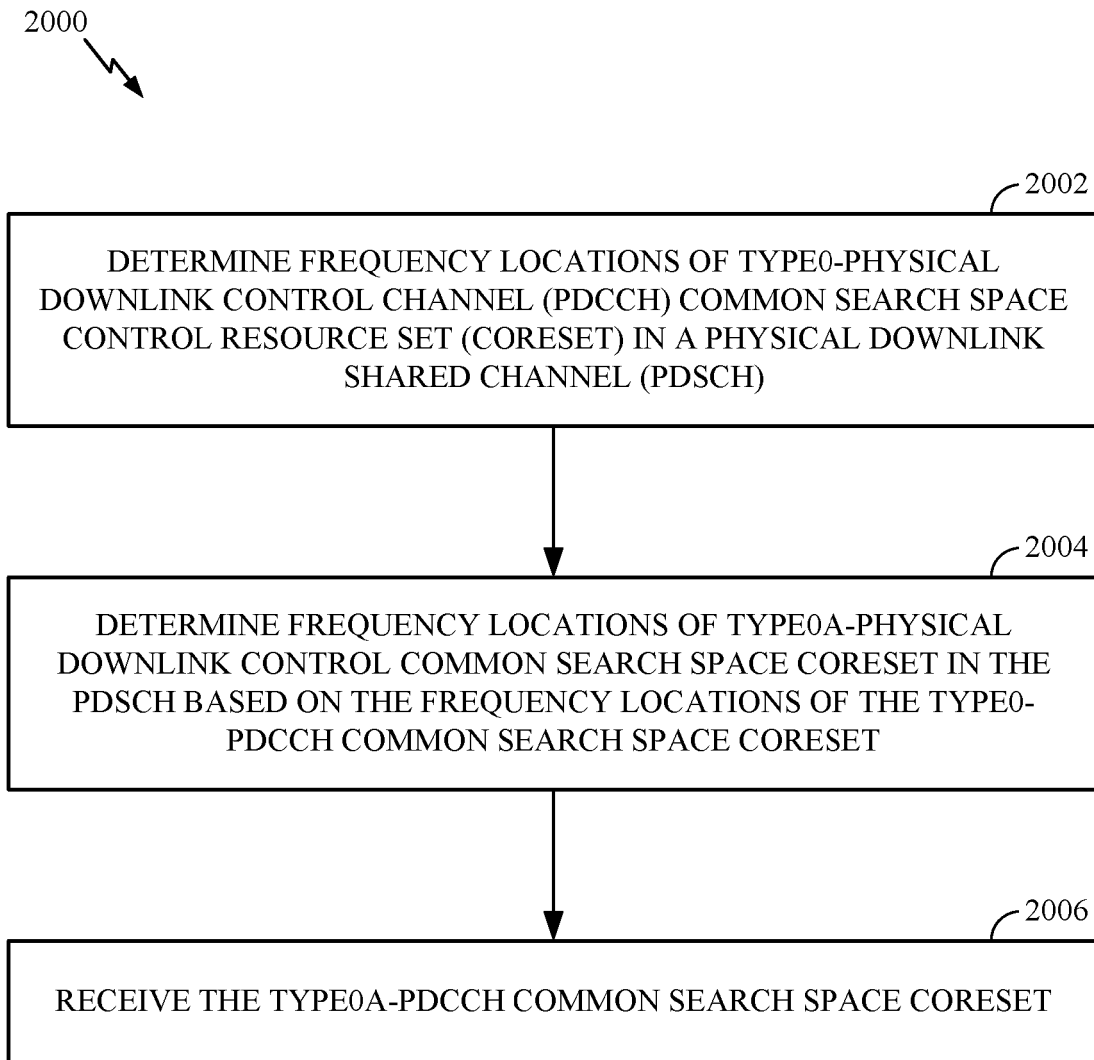 2000
2002
DETERMINE FREQUENCY LOCATIONS OF TYPE0-PHYSICAL
DOWNLINK CONTROL CHANNEL (PDCCH) COMMON SEARCH SPACE
CONTROL RESOURCE SET (CORESET) IN A PHYSICAL DOWNLINK
SHARED CHANNEL (PDSCH)
2004
DETERMINE FREQUENCY LOCATIONS OF TYPE0A-PHYSICAL
DOWNLINK CONTROL COMMON SEARCH SPACE CORESET IN THE
PDSCH BASED ON THE FREQUENCY LOCATIONS OF THE TYPE0-
PDCCH COMMON SEARCH SPACE CORESET
2006
RECEIVE THE TYPE0A-PDCCH COMMON SEARCH SPACE CORESET